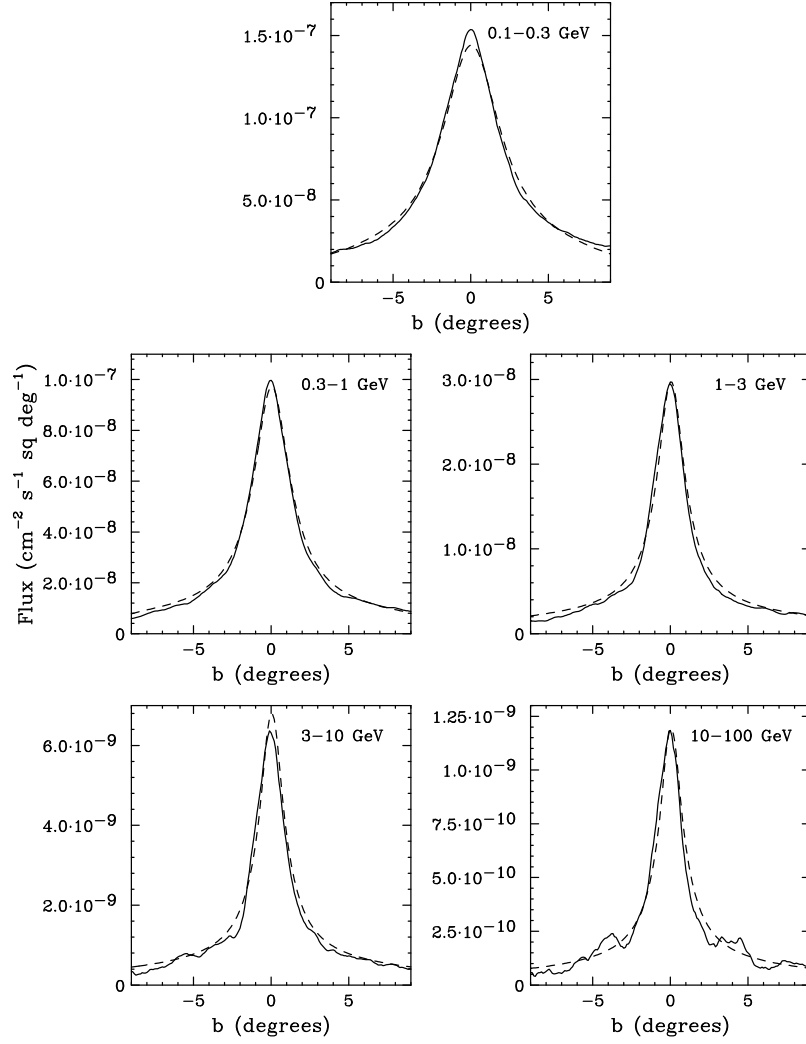 0.1−0.3 GeV
1.5·10⁻⁷
1.0·10⁻⁷
5.0·10⁻⁸
0
−5 0 5
b (degrees)
Flux (cm⁻² s⁻¹ sq deg⁻¹)
0.3−1 GeV
1.0·10⁻⁷
8.0·10⁻⁸
6.0·10⁻⁸
4.0·10⁻⁸
2.0·10⁻⁸
0
−5 0 5
b (degrees)
1−3 GeV
3.0·10⁻⁸
2.0·10⁻⁸
1.0·10⁻⁸
0
−5 0 5
b (degrees)
3−10 GeV
6.0·10⁻⁹
4.0·10⁻⁹
2.0·10⁻⁹
0
−5 0 5
b (degrees)
10−100 GeV
1.25·10⁻⁹
1.0·10⁻⁹
7.5·10⁻¹⁰
5.0·10⁻¹⁰
2.5·10⁻¹⁰
0
−5 0 5
b (degrees)